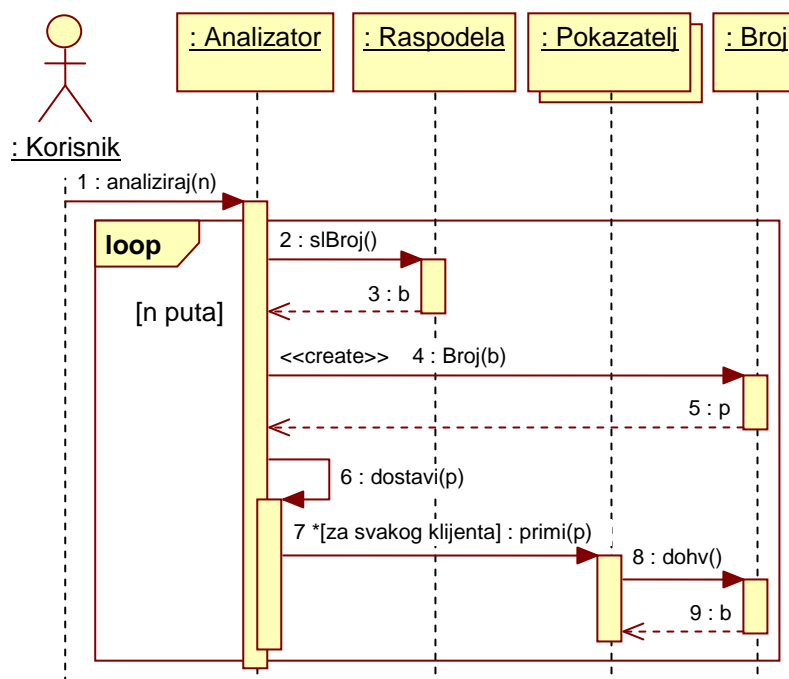 : Analizator
: Raspodela
: Pokazatelj
: Broj
: Korisnik
1 : analiziraj(n)
loop
2 : slBroj()
3 : b
[n puta]
<<create>> 4 : Broj(b)
5 : p
6 : dostavi(p)
7 *[za svakog klijenta] : primi(p)
8 : dohv()
9 : b